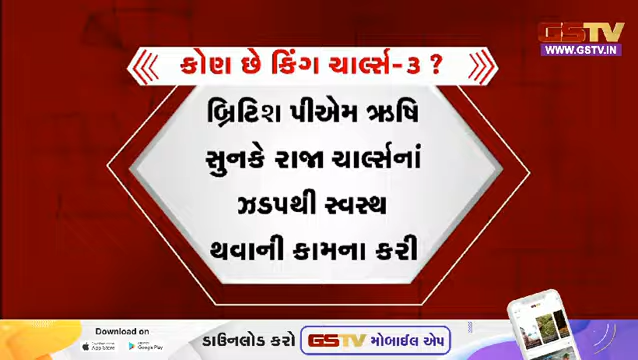 GSTV
WWW.GSTV.IN
કોણ છે કિંગ ચાર્લ્સ-૩ ?
બ્રિટિશ પીએમ ઋષિ
સુનકે રાજા ચાર્લ્સનાં
ઝડપથી સ્વસ્થ
થવાની કામના કરી
Download on
App Store
Google Play
ડાઉનલોડ કરો GSTV મોબાઈલ એપ